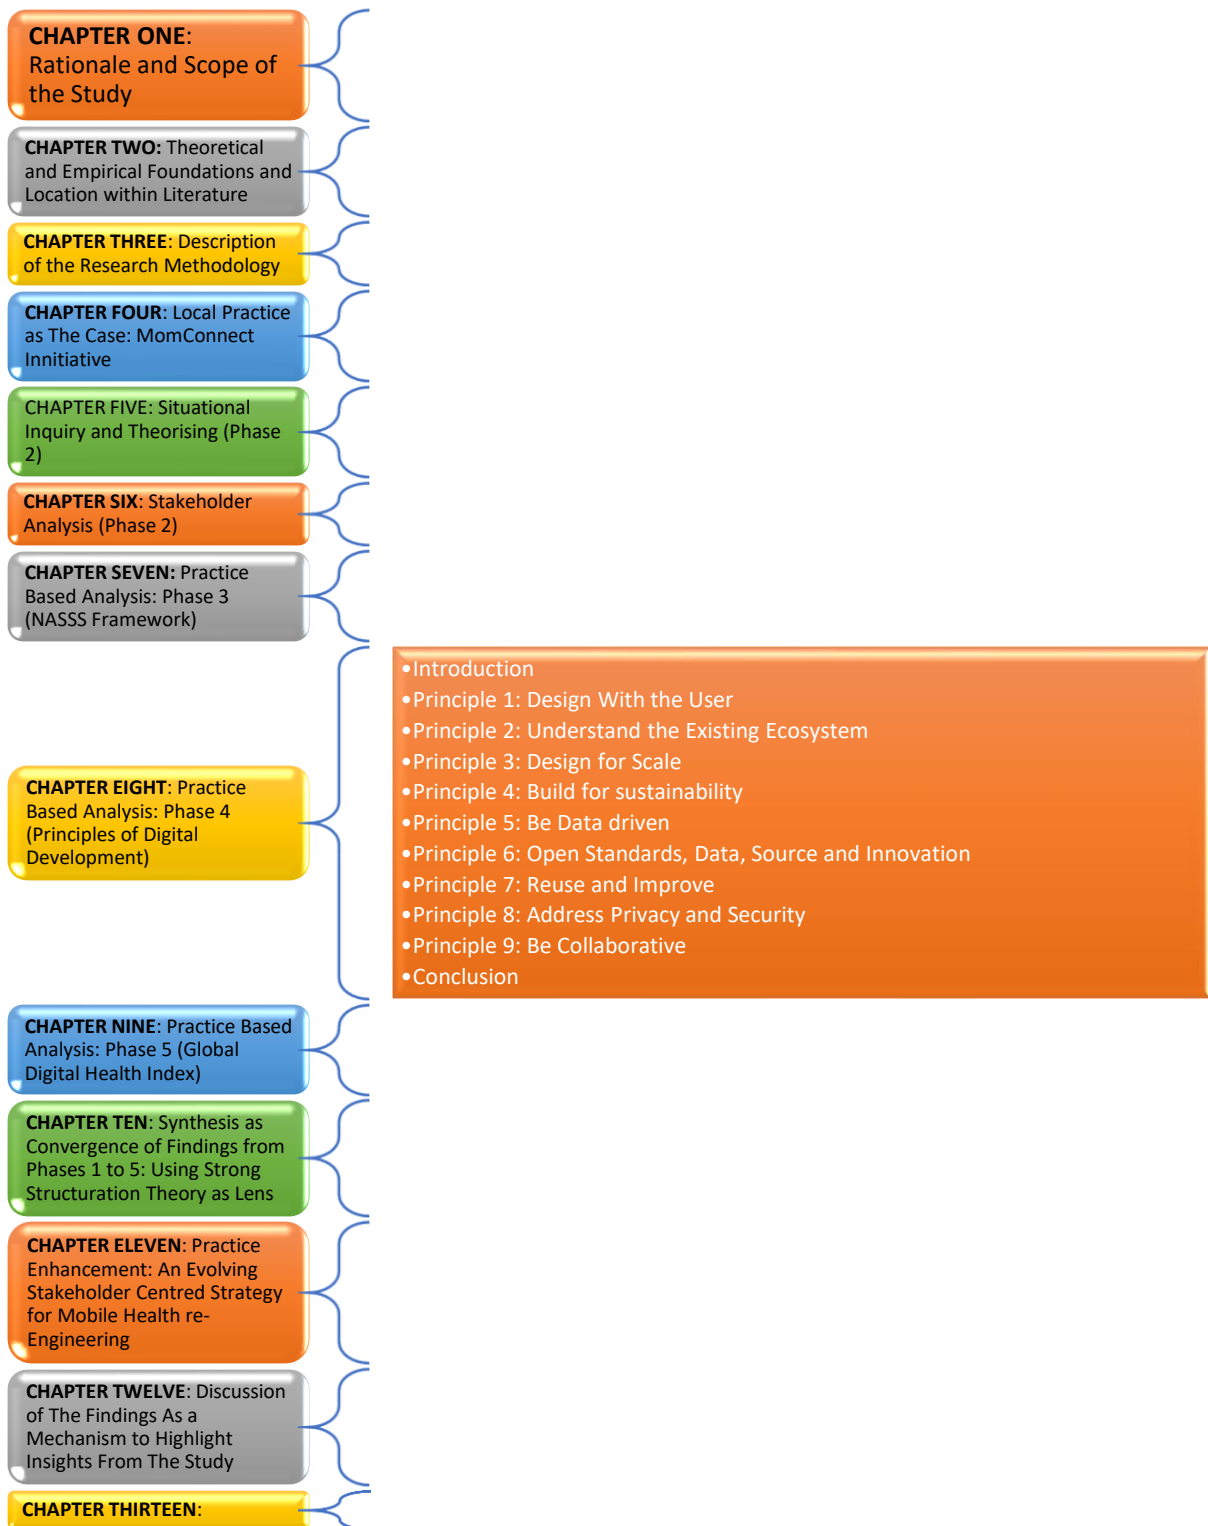 CHAPTER ONE:
Rationale and Scope of
the Study
CHAPTER TWO: Theoretical
and Empirical Foundations and
Location within Literature
CHAPTER THREE: Description
of the Research Methodology
CHAPTER FOUR: Local Practice
as The Case: MomConnect
Innitiative
CHAPTER FIVE: Situational
Inquiry and Theorising (Phase
2)
CHAPTER SIX: Stakeholder
Analysis (Phase 2)
CHAPTER SEVEN: Practice
Based Analysis: Phase 3
(NASSS Framework)
CHAPTER EIGHT: Practice
Based Analysis: Phase 4
(Principles of Digital
Development)
•Introduction
•Principle 1: Design With the User
•Principle 2: Understand the Existing Ecosystem
•Principle 3: Design for Scale
•Principle 4: Build for sustainability
•Principle 5: Be Data driven
•Principle 6: Open Standards, Data, Source and Innovation
•Principle 7: Reuse and Improve
•Principle 8: Address Privacy and Security
•Principle 9: Be Collaborative
•Conclusion
CHAPTER NINE: Practice Based
Analysis: Phase 5 (Global
Digital Health Index)
CHAPTER TEN: Synthesis as
Convergence of Findings from
Phases 1 to 5: Using Strong
Structuration Theory as Lens
CHAPTER ELEVEN: Practice
Enhancement: An Evolving
Stakeholder Centred Strategy
for Mobile Health re-
Engineering
CHAPTER TWELVE: Discussion
of The Findings As a
Mechanism to Highlight
Insights From The Study
CHAPTER THIRTEEN: